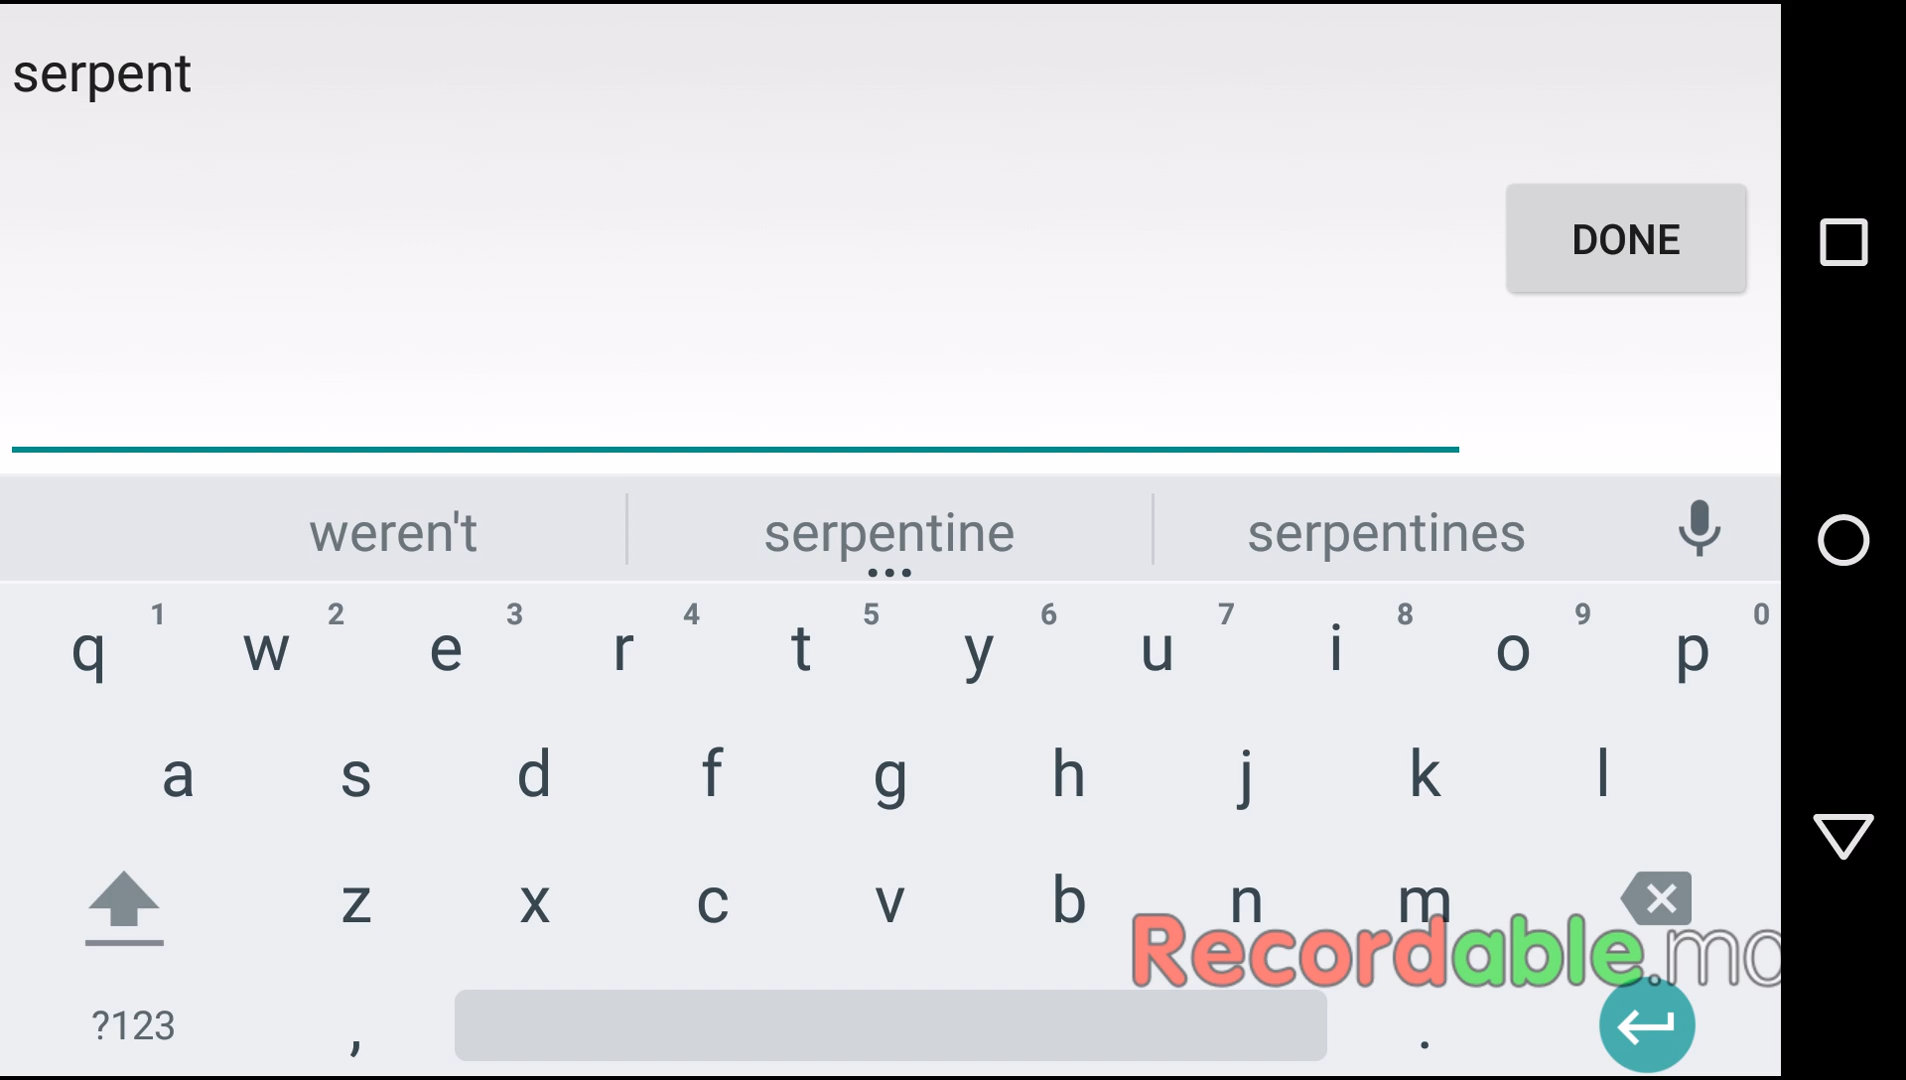 serpent
DONE
weren't serpentine serpentines
1 2 3 4 5 6 7 8 9 0
q w e r t y u i o p
a s d f g h j k l
z x c v b n m
Recordable.mo
?123 , .